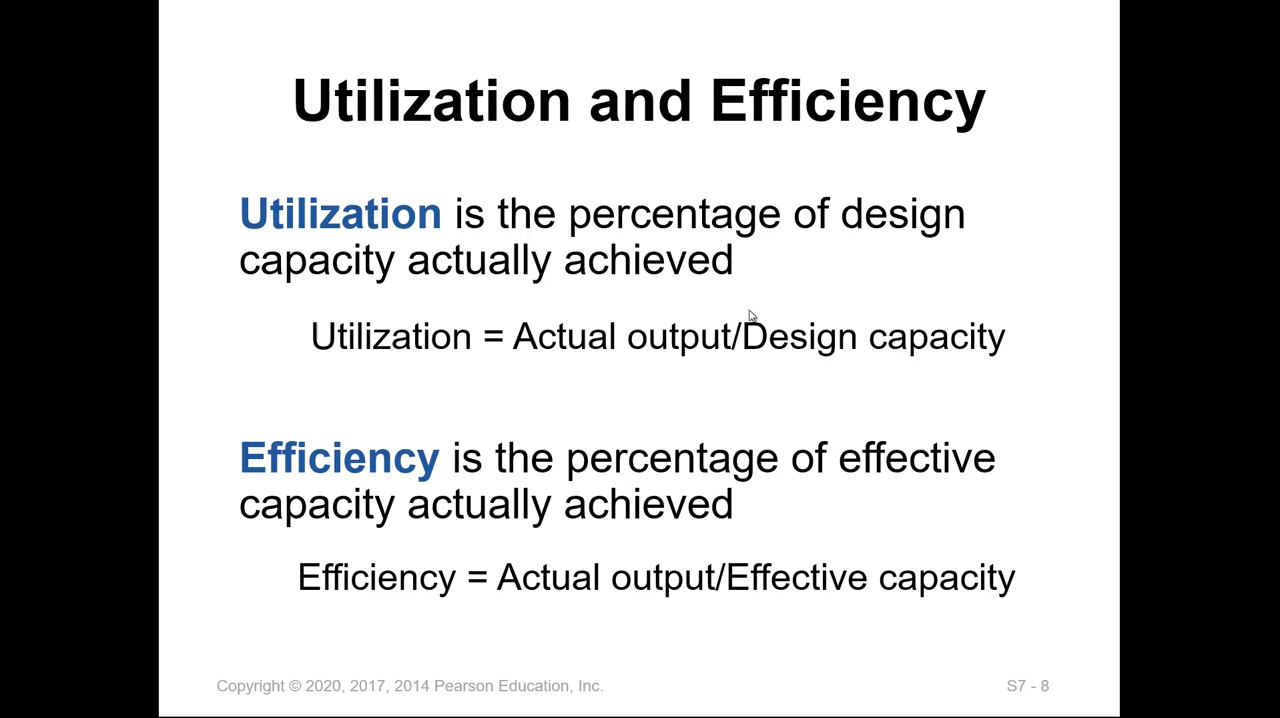 Utilization and Efficiency
Utilization is the percentage of design
capacity actually achieved
Utilization = Actual output/Design capacity
Efficiency is the percentage of effective
capacity actually achieved
Efficiency = Actual output/Effective capacity
Copyright © 2020, 2017, 2014 Pearson Education, Inc.
S7 - 8